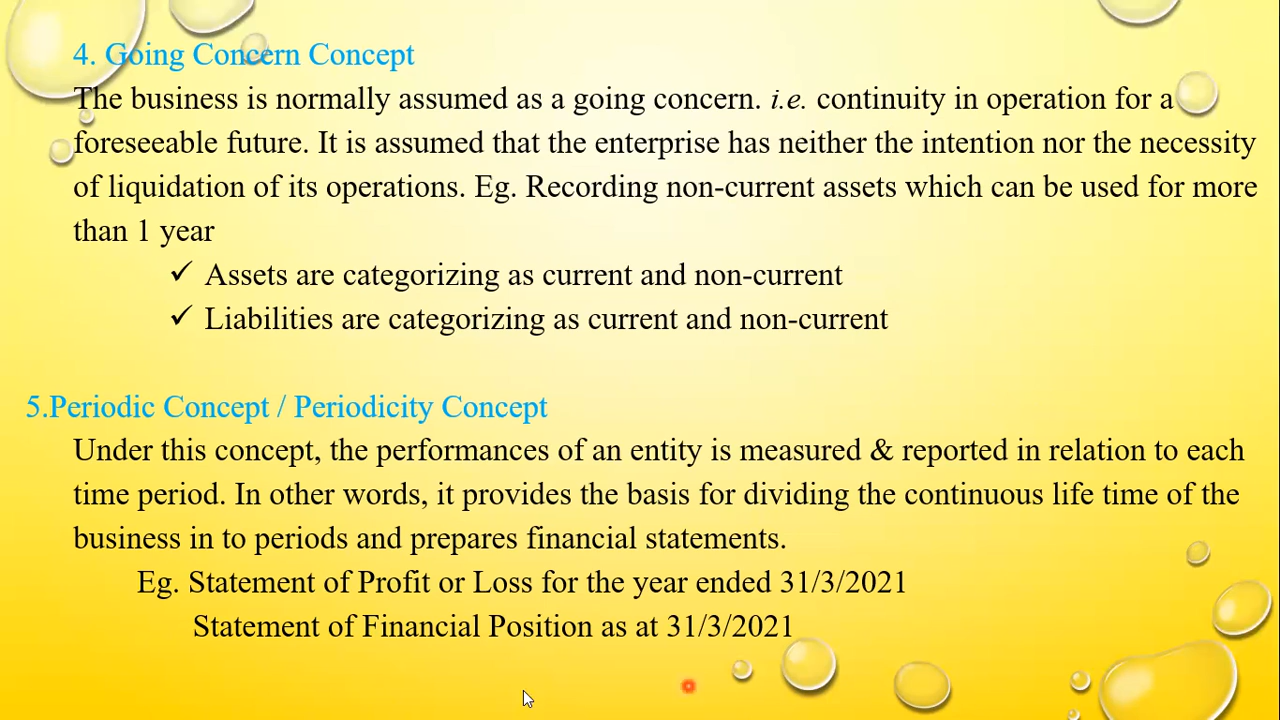 4. Going Concern Concept
The business is normally assumed as a going concern. i.e. continuity in operation for a
foreseeable future. It is assumed that the enterprise has neither the intention nor the necessity
of liquidation of its operations. Eg. Recording non-current assets which can be used for more
than 1 year
✓ Assets are categorizing as current and non-current
✓ Liabilities are categorizing as current and non-current
5.Periodic Concept / Periodicity Concept
Under this concept, the performances of an entity is measured & reported in relation to each
time period. In other words, it provides the basis for dividing the continuous life time of the
business in to periods and prepares financial statements.
Eg. Statement of Profit or Loss for the year ended 31/3/2021
Statement of Financial Position as at 31/3/2021